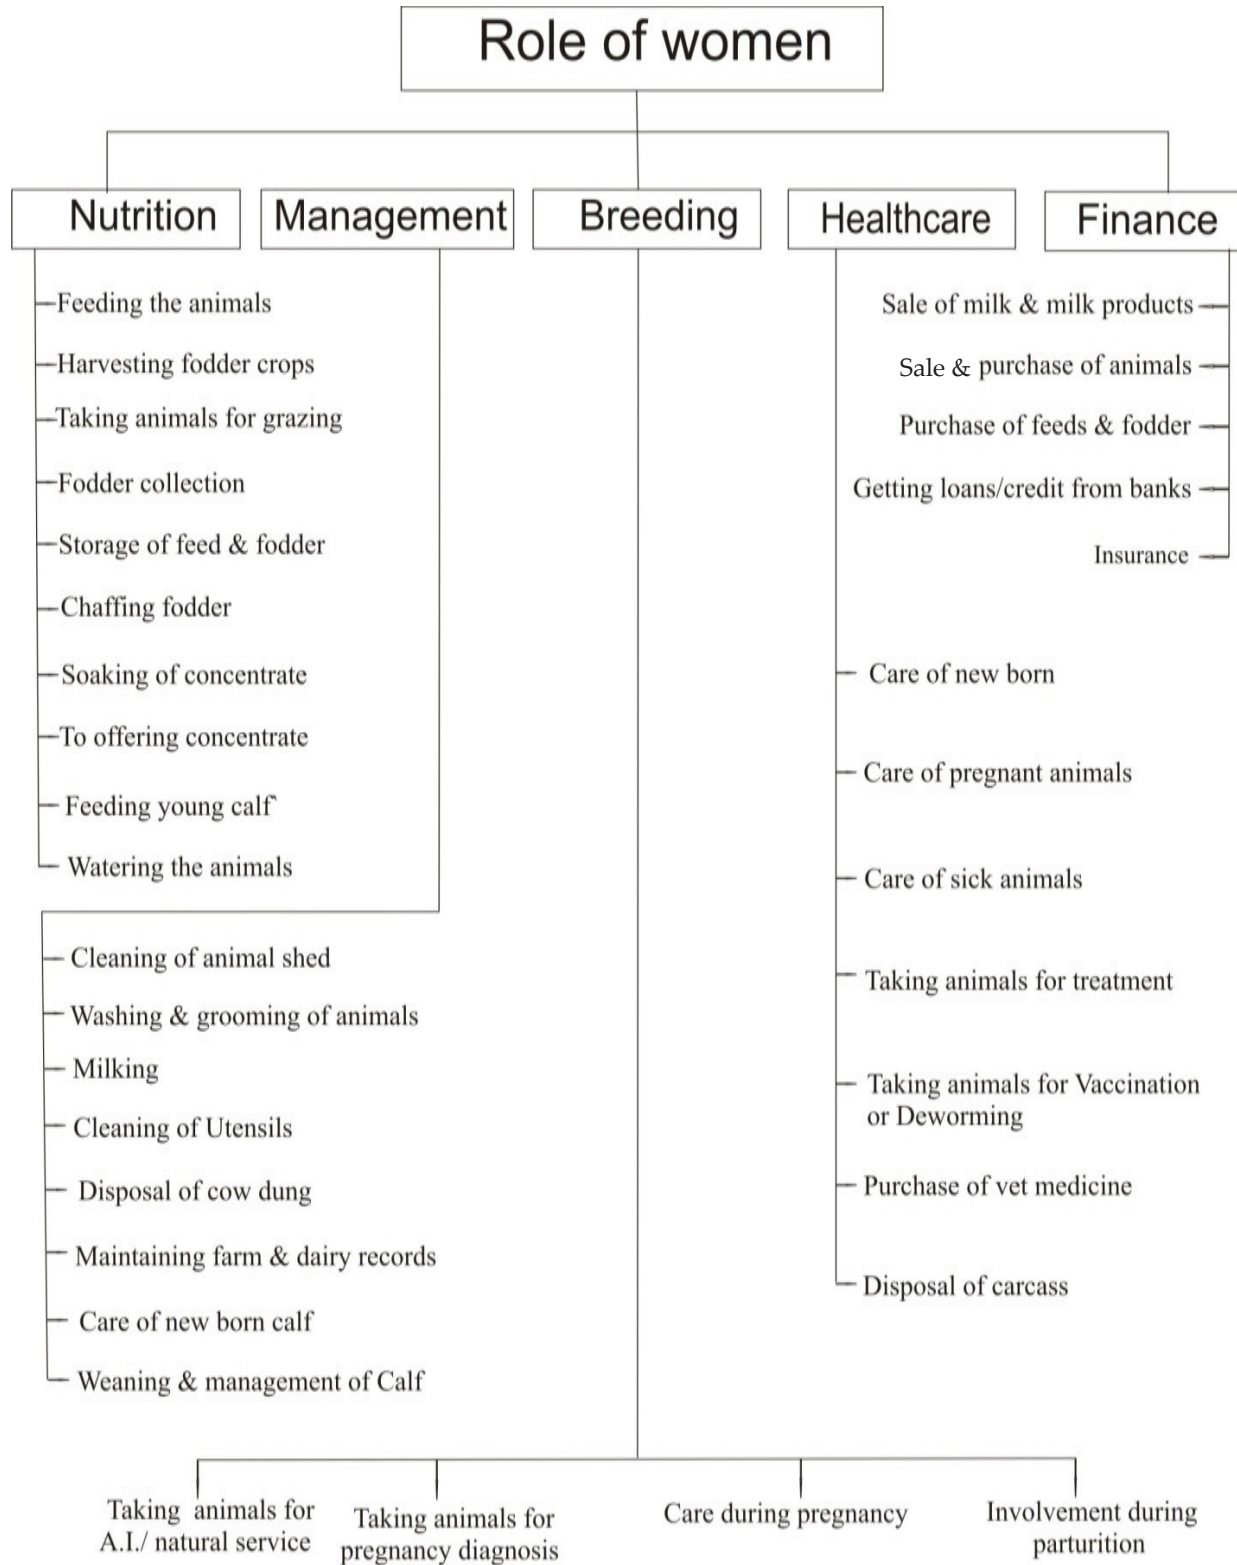 Role of women
Nutrition
Management
Breeding
Healthcare
Finance
Feeding the animals
Harvesting fodder crops
Taking animals for grazing
Fodder collection
Storage of feed & fodder
Chaffing fodder
Soaking of concentrate
To offering concentrate
Feeding young calf
Watering the animals
Cleaning of animal shed
Washing & grooming of animals
Milking
Cleaning of Utensils
Disposal of cow dung
Maintaining farm & dairy records
Care of new born calf
Weaning & management of Calf
Taking animals for
A.I./ natural service
Taking animals for
pregnancy diagnosis
Care during pregnancy
Involvement during
parturition
Care of new born
Care of pregnant animals
Care of sick animals
Taking animals for treatment
Taking animals for Vaccination
or Deworming
Purchase of vet medicine
Disposal of carcass
Sale of milk & milk products
Sale & purchase of animals
Purchase of feeds & fodder
Getting loans/credit from banks
Insurance